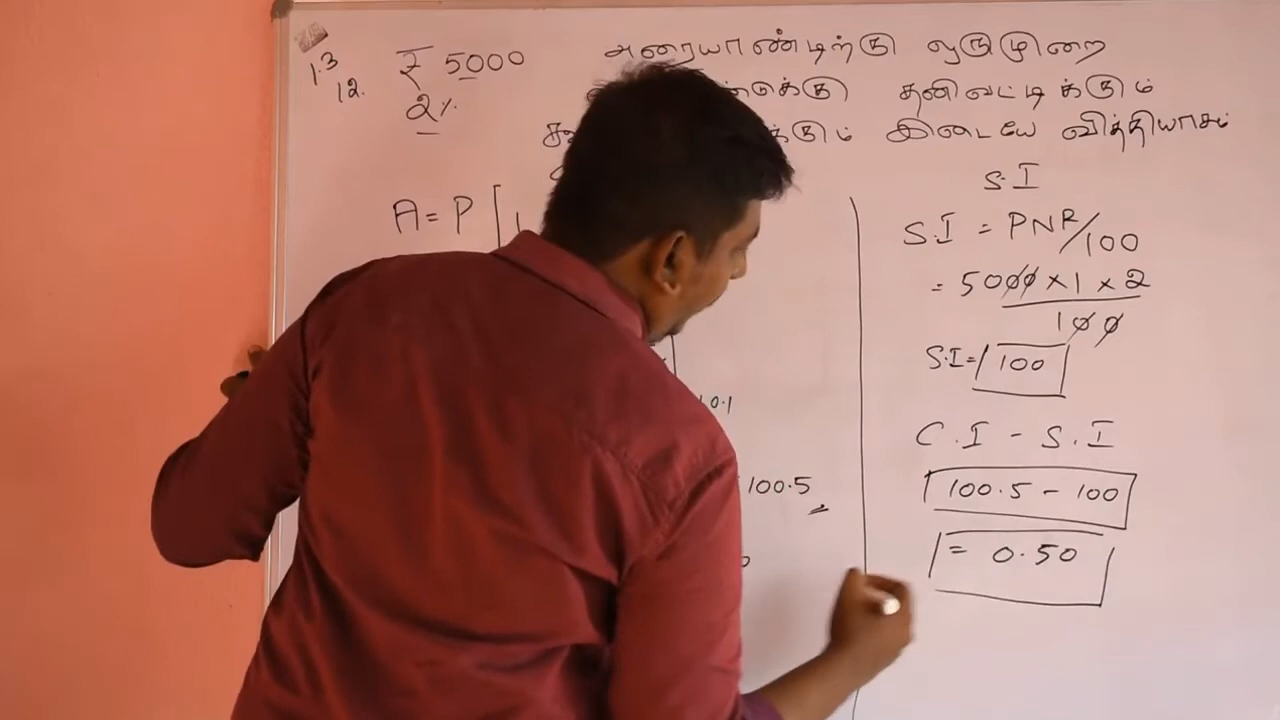 1.3
12.
₹ 5000 அரையாண்டிற்கு ஒருமுறை
2% தனிவட்டிக்கும்
இடையே வித்தியாசம்
A = P [ 1
0.1
100.5
S.I
S.I = PNR/100
= 5000 × 1 × 2
100
S.I = 100
C.I - S.I
100.5 - 100
= 0.50